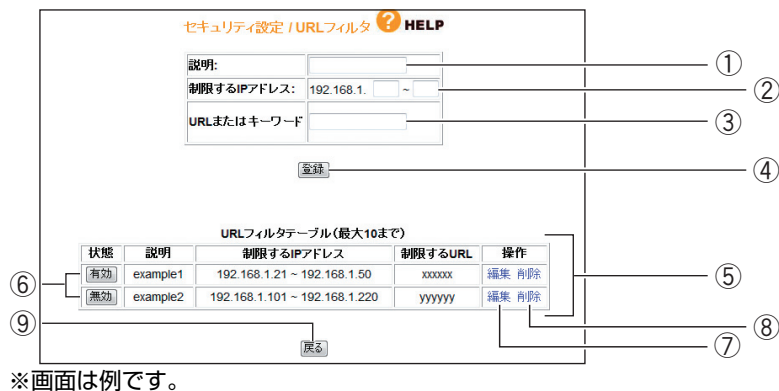 セキュリティ設定 / URLフィルタ ? HELP
説明: ①
制限するIPアドレス: 192.168.1. ~ ②
URLまたはキーワード ③
登録 ④
URLフィルタテーブル(最大10まで)
状態 説明 制限するIPアドレス 制限するURL 操作
有効 example1 192.168.1.21 ~ 192.168.1.50 xxxxxx 編集 削除
無効 example2 192.168.1.101 ~ 192.168.1.220 yyyyyy 編集 削除
⑤
⑥
⑦
⑧
⑨
戻る
※画面は例です。